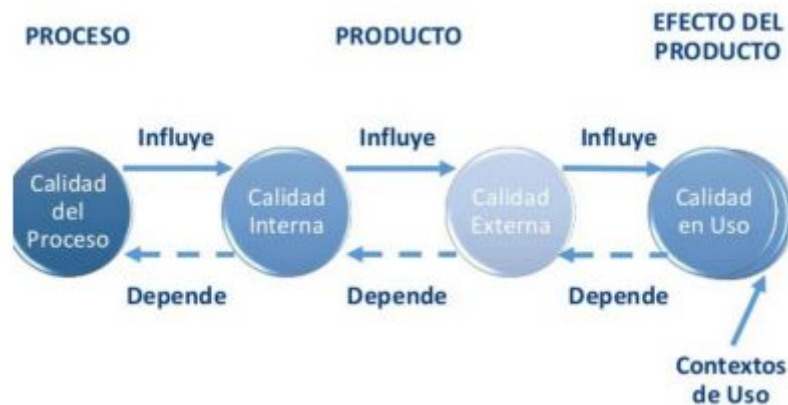 PROCESO
PRODUCTO
EFECTO DEL
PRODUCTO
Influye
Influye
Influye
Calidad
del
Proceso
Calidad
Interna
Calidad
Externa
Calidad
en Uso
Depende
Depende
Depende
Contextos
de Uso